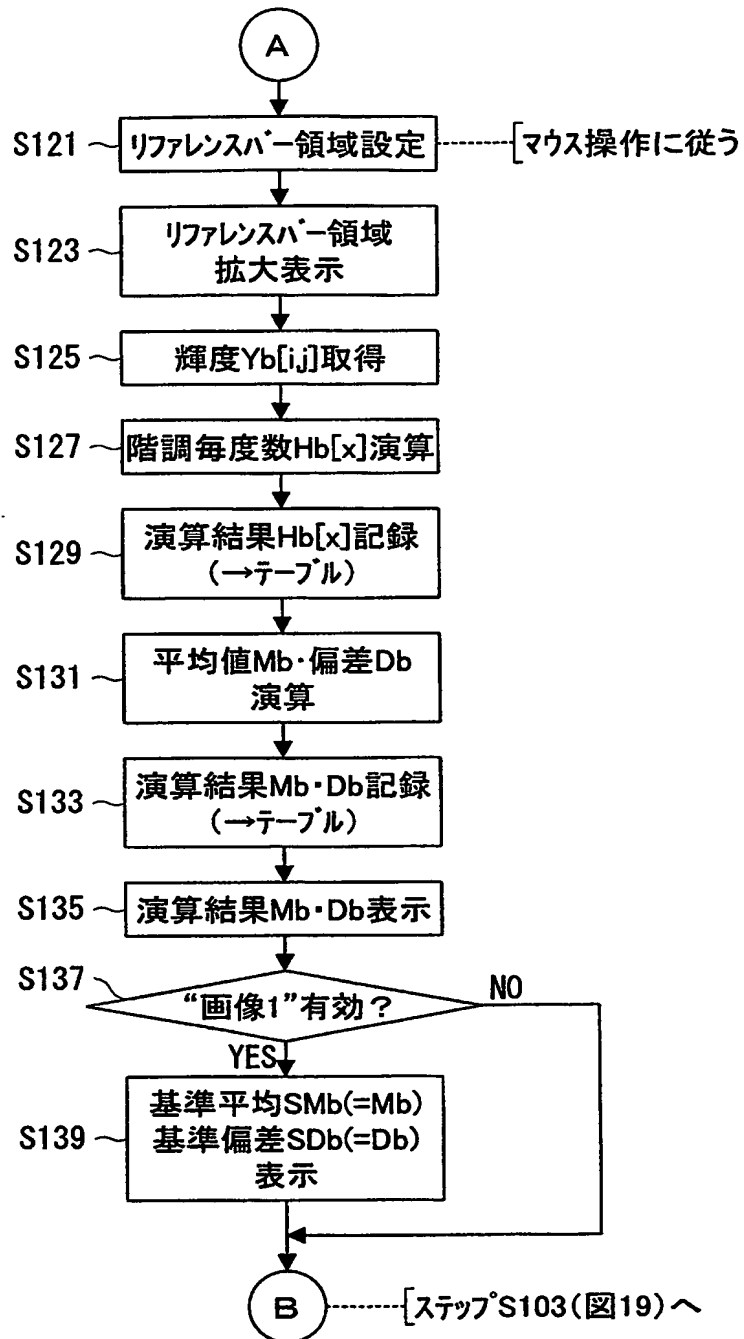 A
S121
リファレンスバー領域設定
マウス操作に従う
S123
リファレンスバー領域
拡大表示
S125
輝度Yb[i,j]取得
S127
階調毎度数Hb[x]演算
S129
演算結果Hb[x]記録
(→テーブル)
S131
平均値Mb・偏差Db
演算
S133
演算結果Mb・Db記録
(→テーブル)
S135
演算結果Mb・Db表示
S137
“画像1”有効?
NO
YES
S139
基準平均SMb(=Mb)
基準偏差SDb(=Db)
表示
B
ステップS103(図19)へ